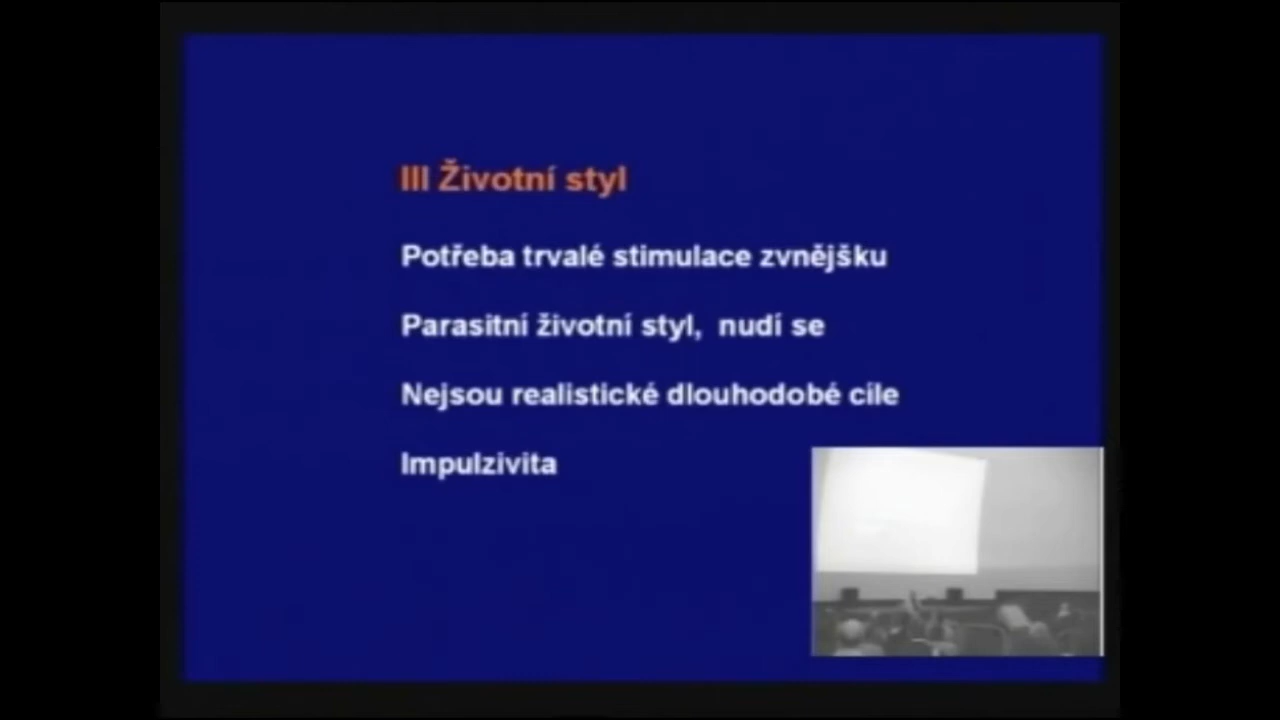 III Životní styl
Potřeba trvalé stimulace zvnějšku
Parasitní životní styl, nudí se
Nejsou realistické dlouhodobé cíle
Impulzivita